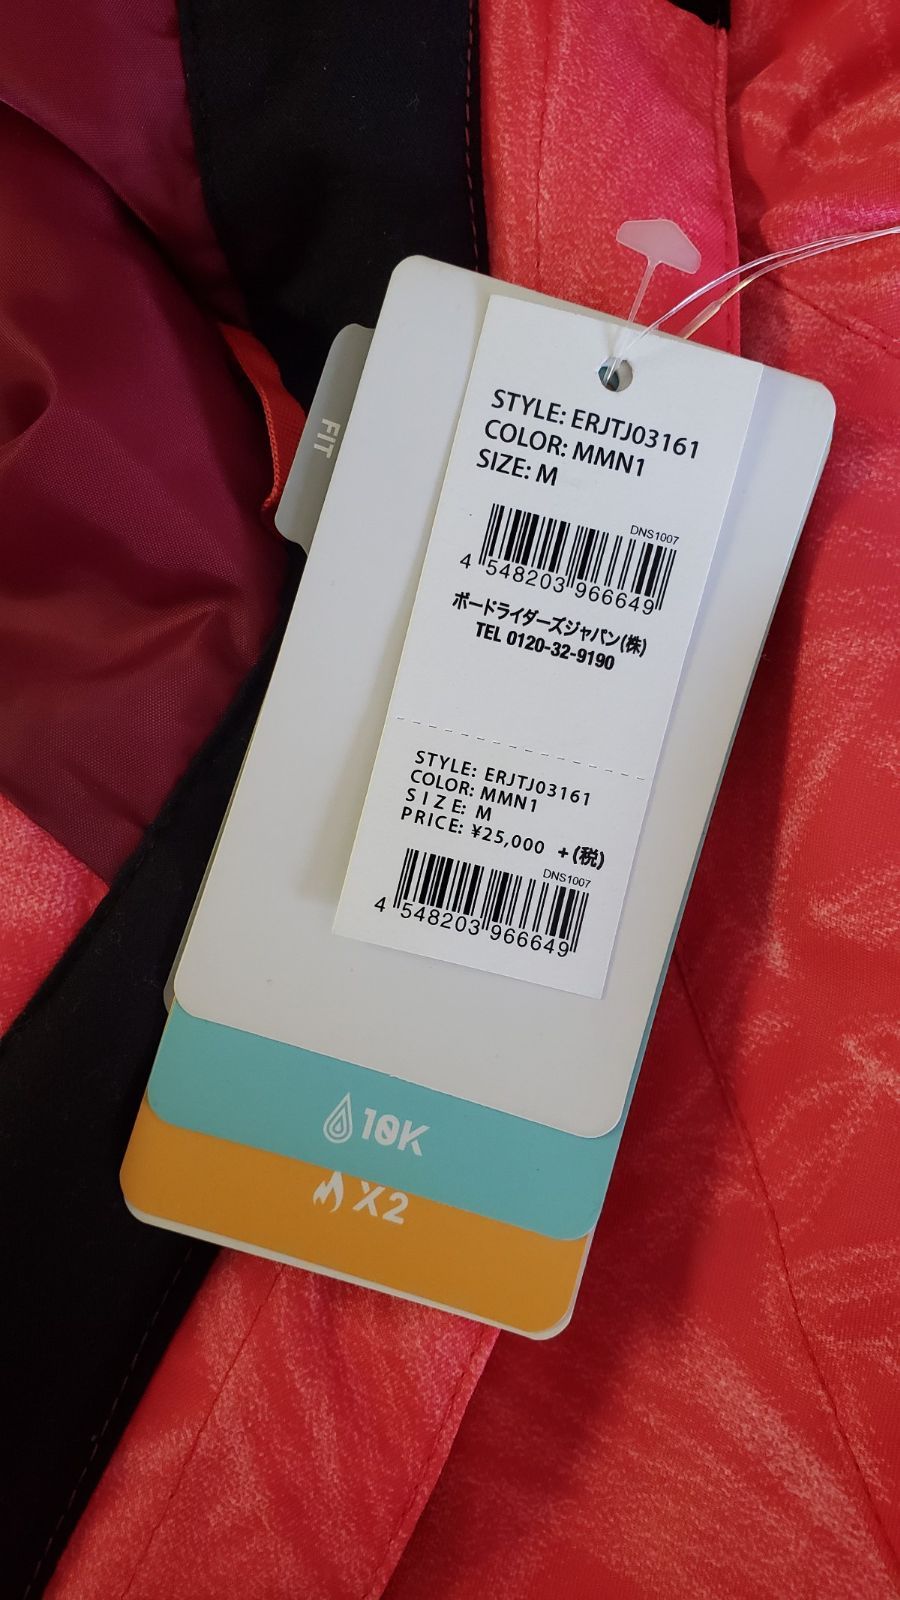 FIT
STYLE: ERJTJ03161
COLOR: MMN1
SIZE: M
DNS1007
4 548203 966649
ボードライダーズジャパン(株)
TEL 0120-32-9190
STYLE: ERJTJ03161
COLOR: MMN1
SIZE: M
PRICE: ¥25,000 +(税)
DNS1007
4 548203 966649
10K
X2